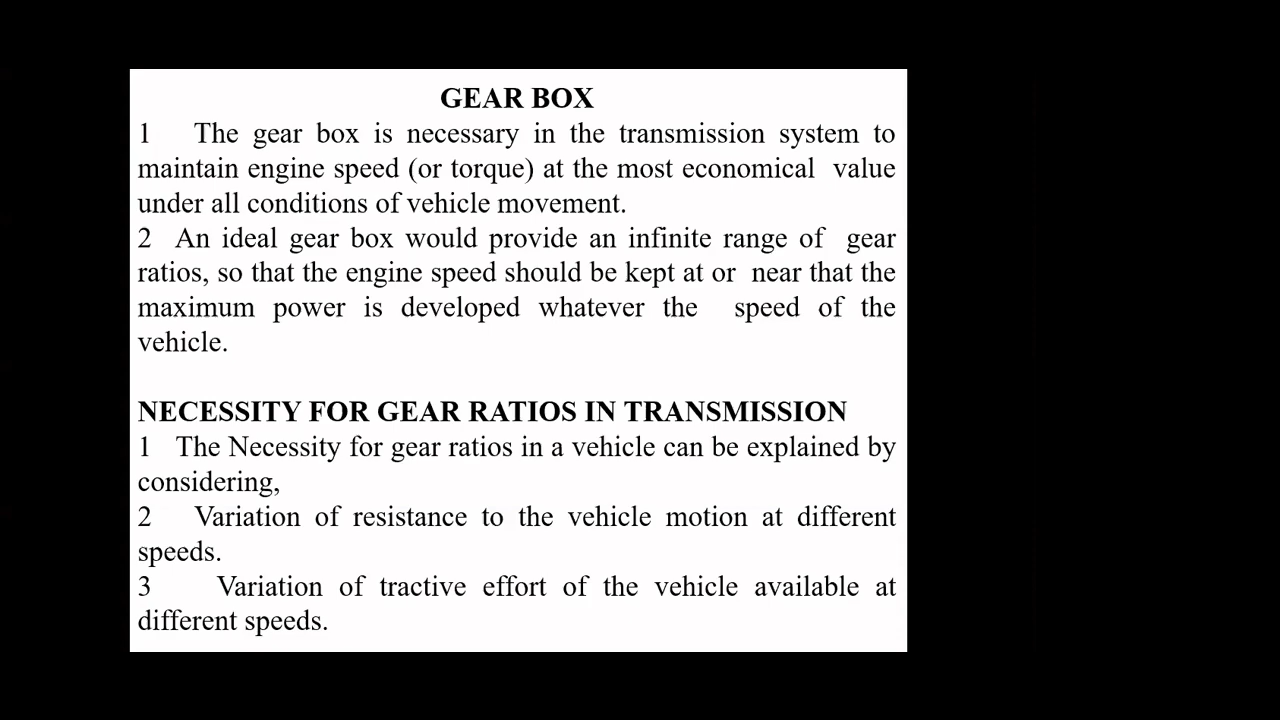 GEAR BOX
1 The gear box is necessary in the transmission system to
maintain engine speed (or torque) at the most economical value
under all conditions of vehicle movement.
2 An ideal gear box would provide an infinite range of gear
ratios, so that the engine speed should be kept at or near that the
maximum power is developed whatever the speed of the
vehicle.
NECESSITY FOR GEAR RATIOS IN TRANSMISSION
1 The Necessity for gear ratios in a vehicle can be explained by
considering,
2 Variation of resistance to the vehicle motion at different
speeds.
3 Variation of tractive effort of the vehicle available at
different speeds.